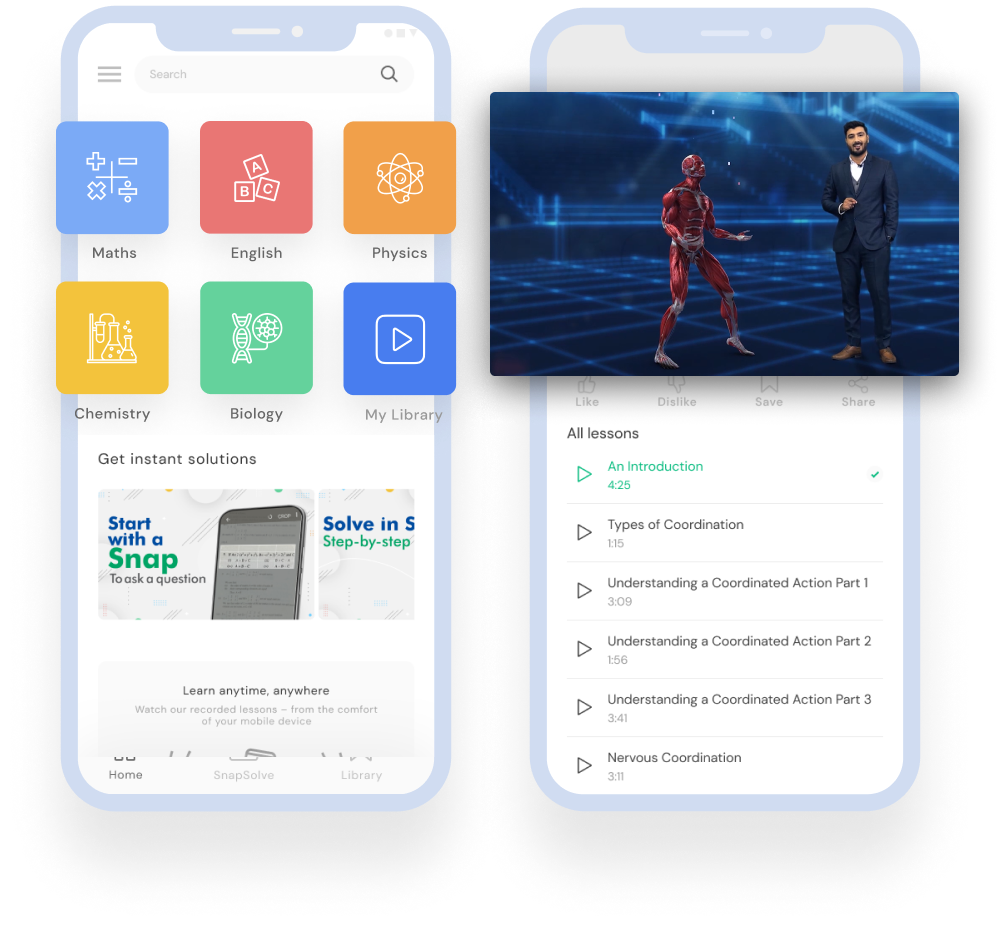 Search
Maths
English
Physics
A
B
C
Chemistry
Biology
My Library
Get instant solutions
Start
with a
Snap
To ask a question
Solve in S
Step-by-step
Learn anytime, anywhere
Watch our recorded lessons – from the comfort
of your mobile device
Home
SnapSolve
Library
Like
Dislike
Save
Share
All lessons
An Introduction
4:25
Types of Coordination
1:15
Understanding a Coordinated Action Part 1
3:09
Understanding a Coordinated Action Part 2
1:56
Understanding a Coordinated Action Part 3
3:41
Nervous Coordination
3:11